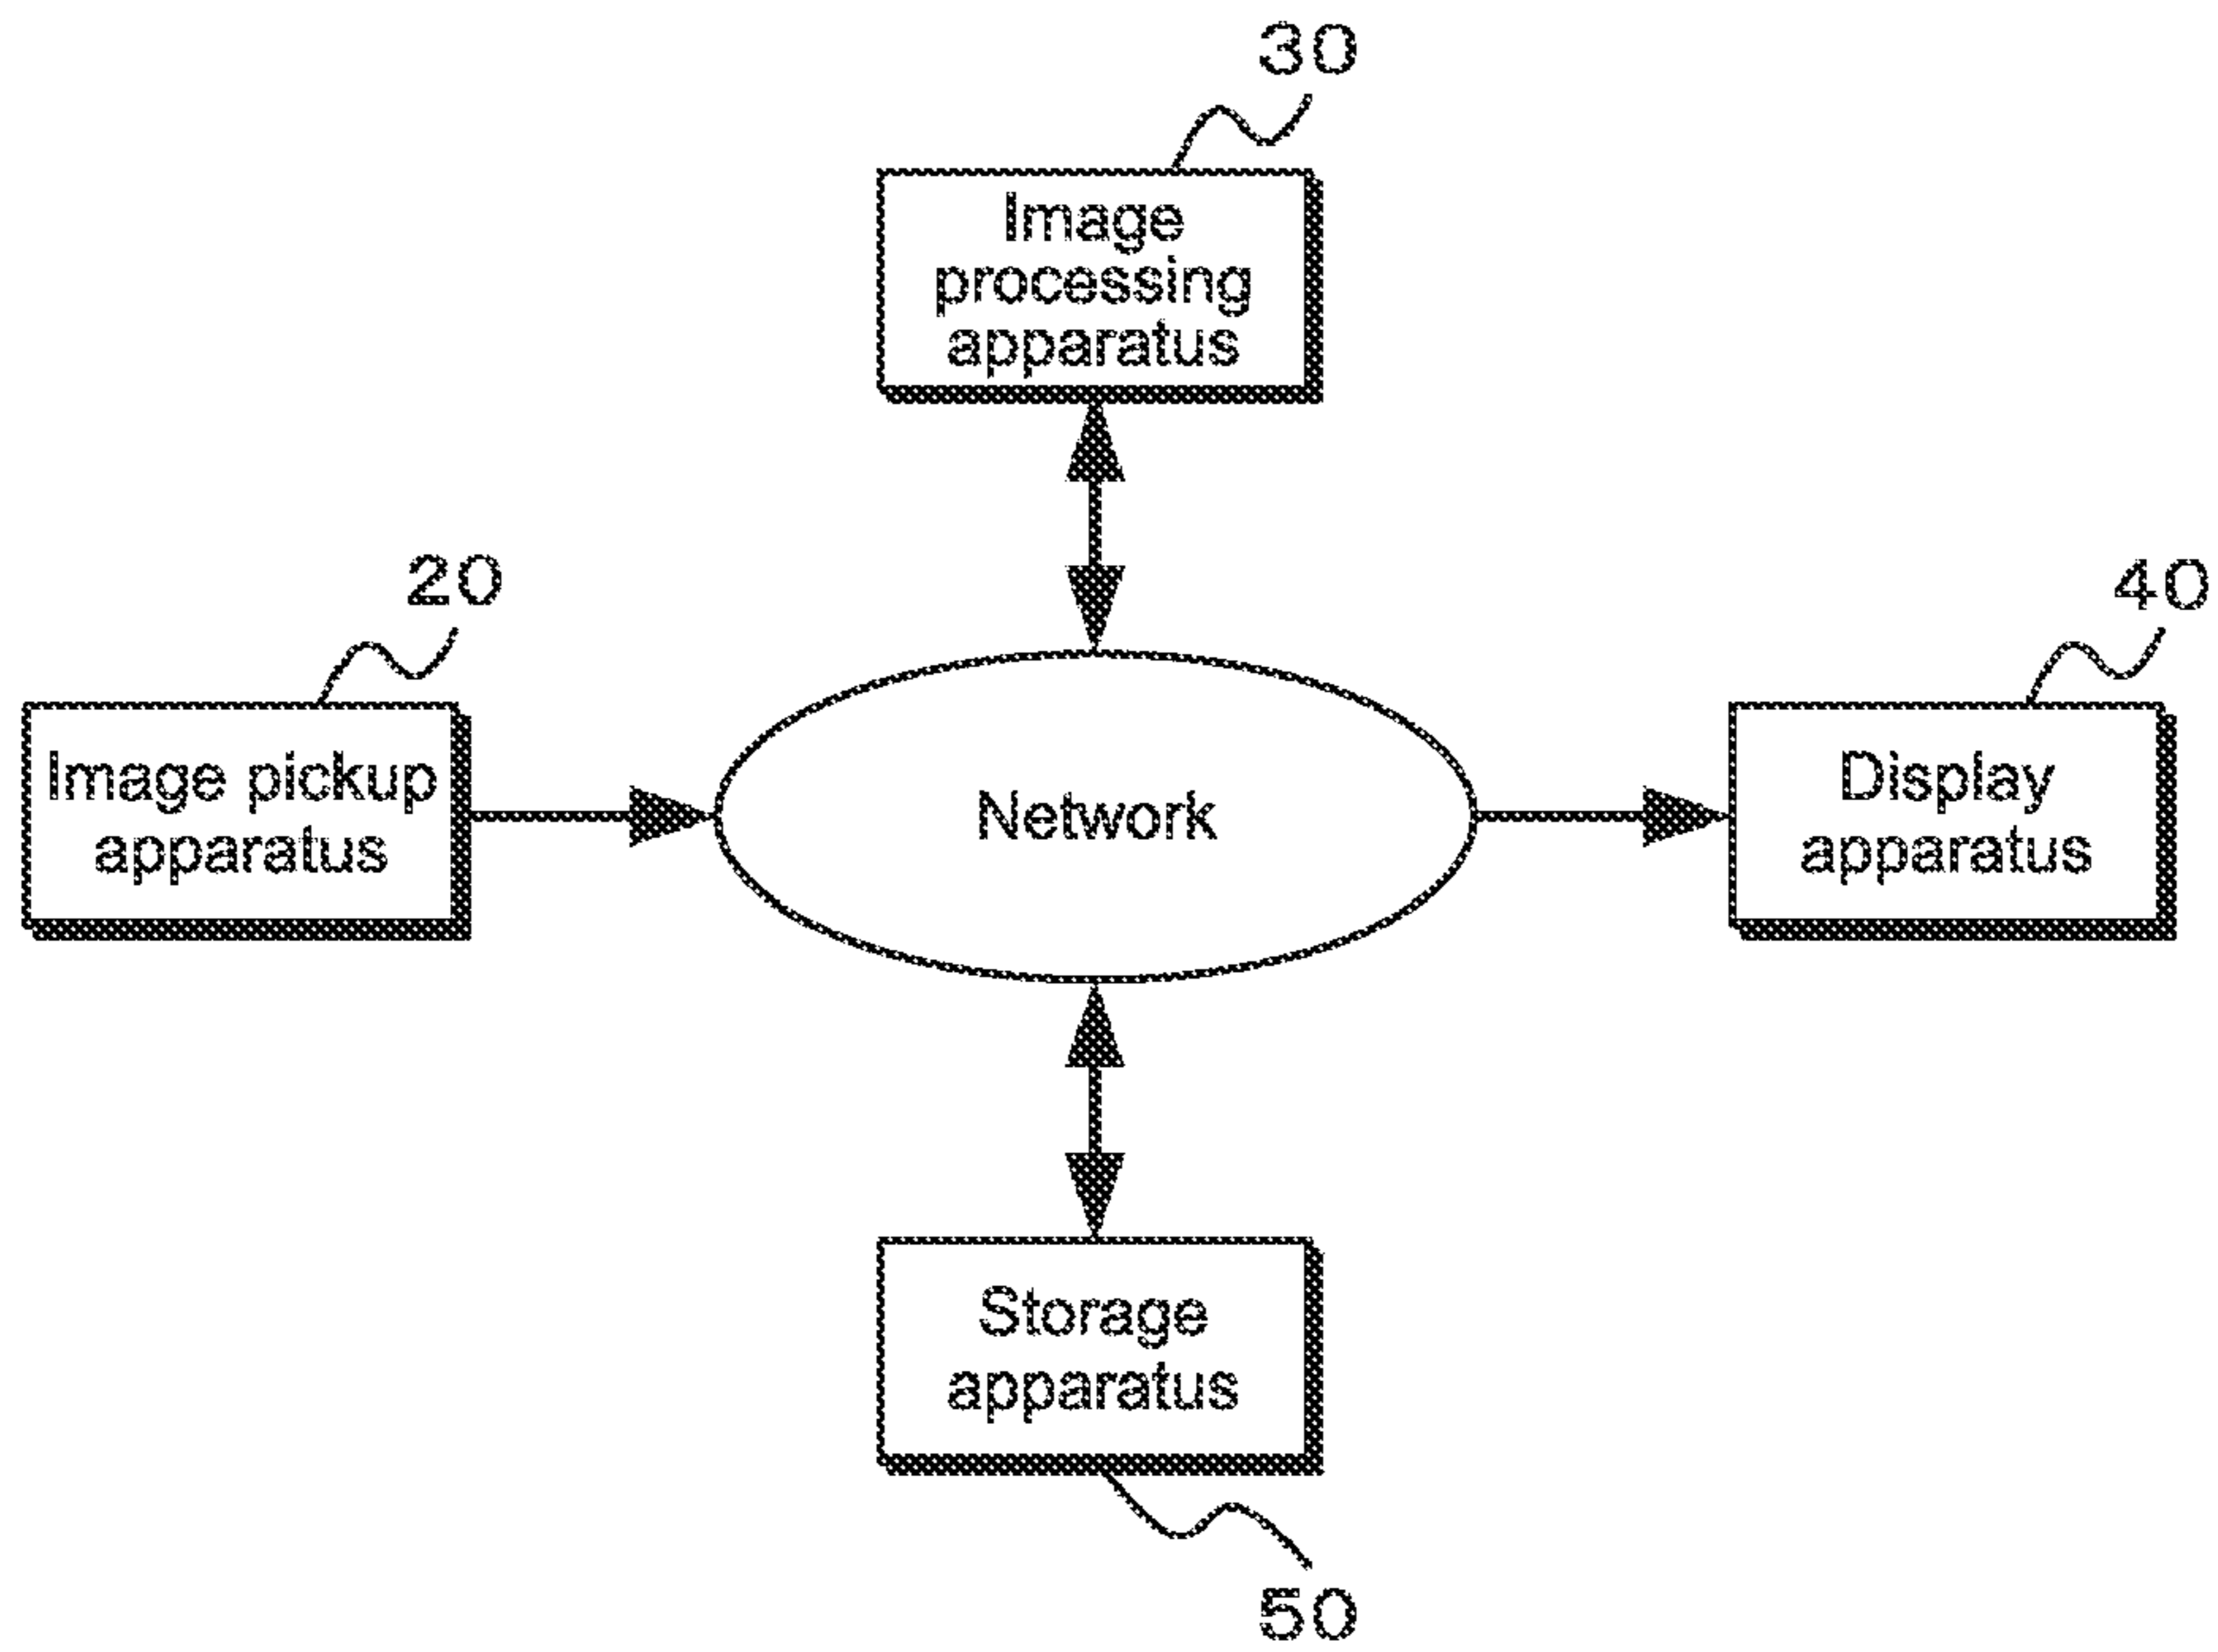 30
Image
processing
apparatus
20
Image pickup
apparatus
Network
40
Display
apparatus
Storage
apparatus
50